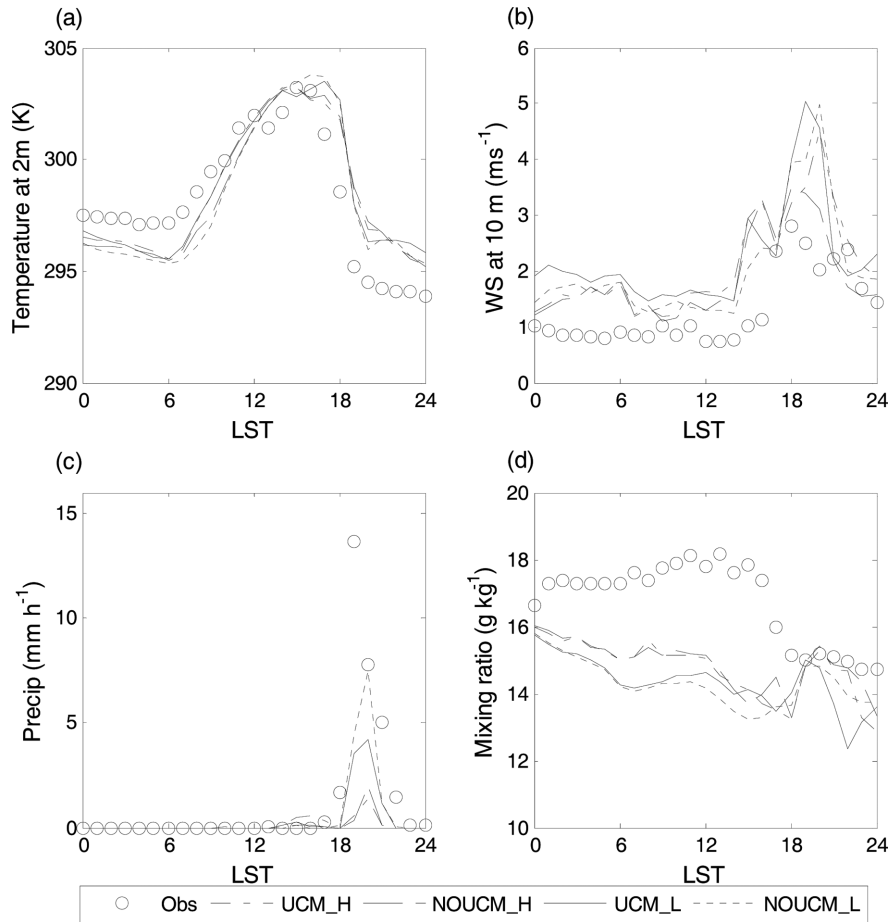 (a)
305
300
295
290
Temperature at 2m (K)
0 6 12 18 24
LST
(b)
6
5
4
3
2
1
0
WS at 10 m (ms⁻¹)
0 6 12 18 24
LST
(c)
15
10
5
0
Precip (mm h⁻¹)
0 6 12 18 24
LST
(d)
20
18
16
14
12
10
Mixing ratio (g kg⁻¹)
0 6 12 18 24
LST
Obs UCM_H NOUCM_H UCM_L NOUCM_L